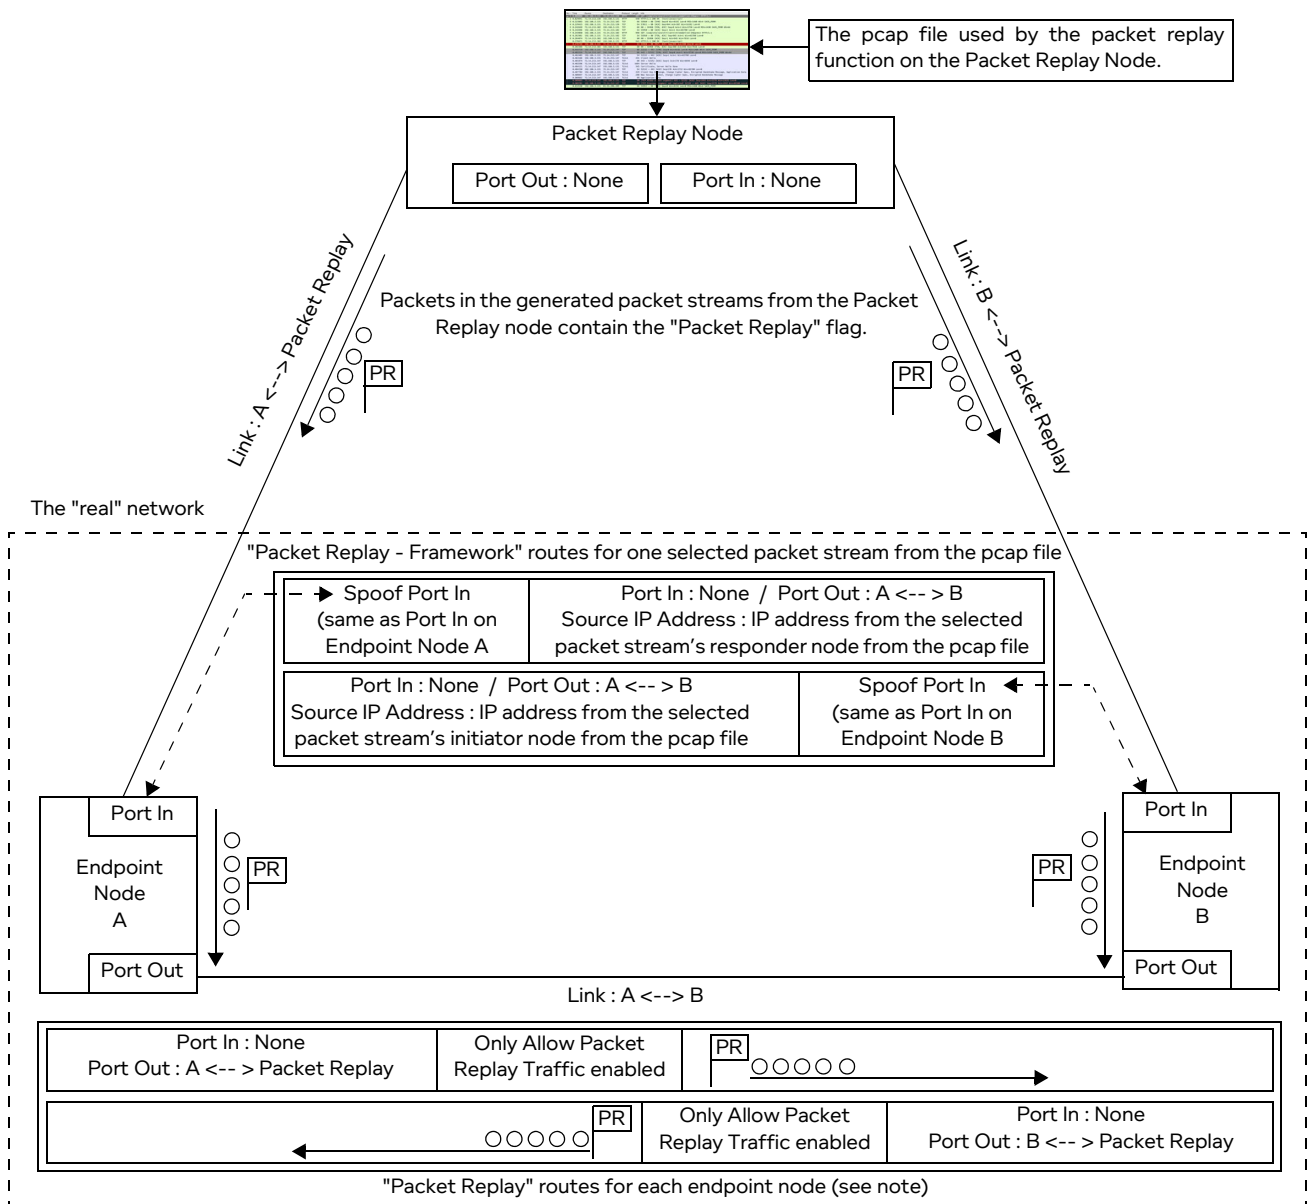 The pcap file used by the packet replay
function on the Packet Replay Node.
Packet Replay Node
Port Out : None
Port In : None
Link : A <--> Packet Replay
Link : B <--> Packet Replay
Packets in the generated packet streams from the Packet
Replay node contain the "Packet Replay" flag.
PR
PR
The "real" network
"Packet Replay - Framework" routes for one selected packet stream from the pcap file
Spoof Port In
(same as Port In on
Endpoint Node A
Port In : None / Port Out : A <-- > B
Source IP Address : IP address from the selected
packet stream's responder node from the pcap file
Port In : None / Port Out : A <-- > B
Source IP Address : IP address from the selected
packet stream's initiator node from the pcap file
Spoof Port In
(same as Port In on
Endpoint Node B
Port In
Endpoint
Node
A
Port Out
PR
PR
Port In
Endpoint
Node
B
Port Out
Link : A <--> B
Port In : None
Port Out : A <-- > Packet Replay
Only Allow Packet
Replay Traffic enabled
PR
PR
Only Allow Packet
Replay Traffic enabled
Port In : None
Port Out : B <-- > Packet Replay
"Packet Replay" routes for each endpoint node (see note)